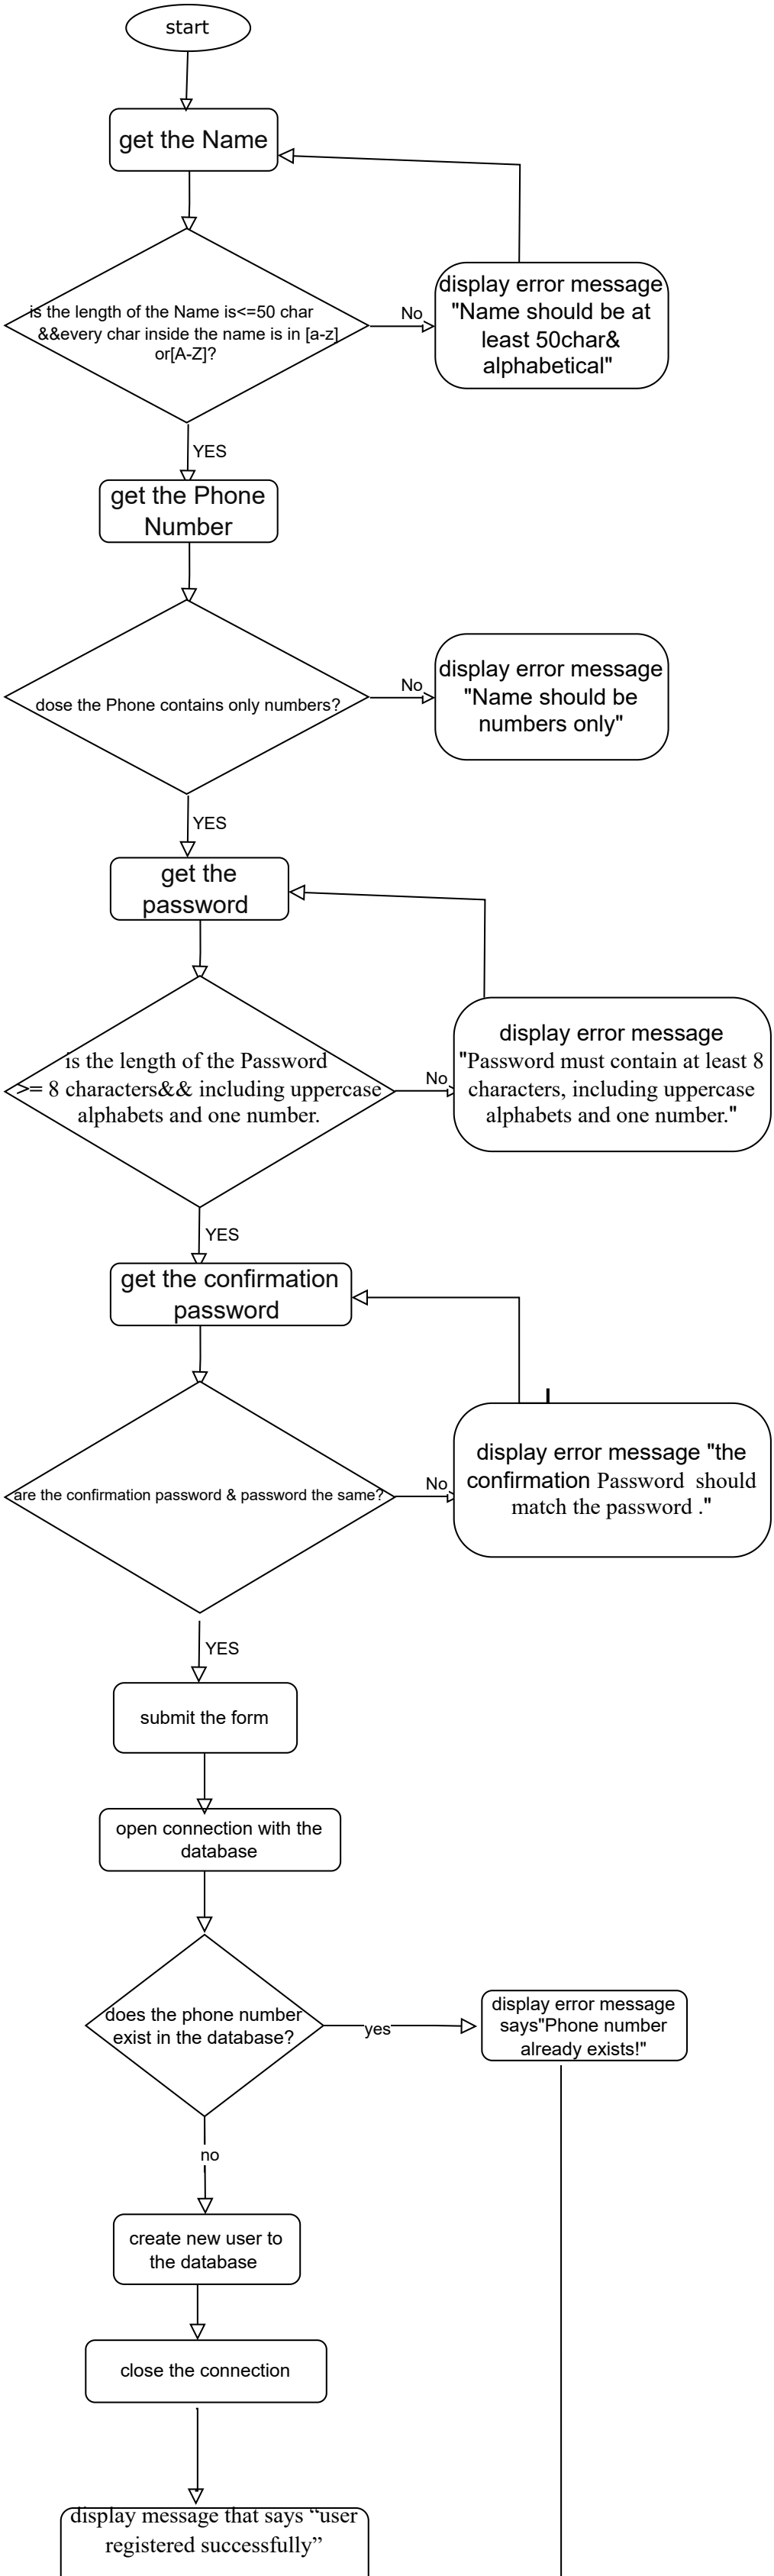 start
get the Name
is the length of the Name is<=50 char
&&every char inside the name is in [a-z]
or[A-Z]?
No
display error message
"Name should be at
least 50char&
alphabetical"
YES
get the Phone
Number
dose the Phone contains only numbers?
No
display error message
"Name should be
numbers only"
YES
get the
password
is the length of the Password
>= 8 characters&& including uppercase
alphabets and one number.
No
display error message
"Password must contain at least 8
characters, including uppercase
alphabets and one number."
YES
get the confirmation
password
are the confirmation password & password the same?
No
display error message "the
confirmation Password  should
match the password ."
YES
submit the form
open connection with the
database
does the phone number
exist in the database?
yes
display error message
says"Phone number
already exists!"
no
create new user to
the database
close the connection
display message that says “user
registered successfully”